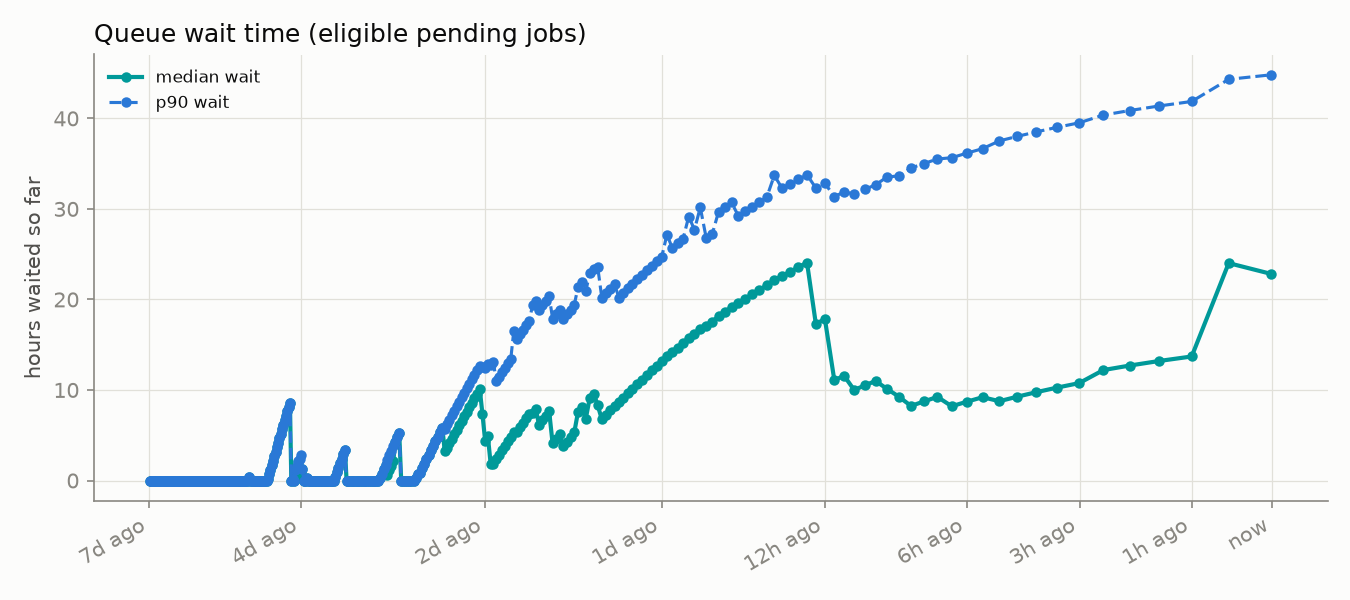 Queue wait time (eligible pending jobs)
median wait
p90 wait
hours waited so far
40
30
20
10
0
7d ago
4d ago
2d ago
1d ago
12h ago
6h ago
3h ago
1h ago
now